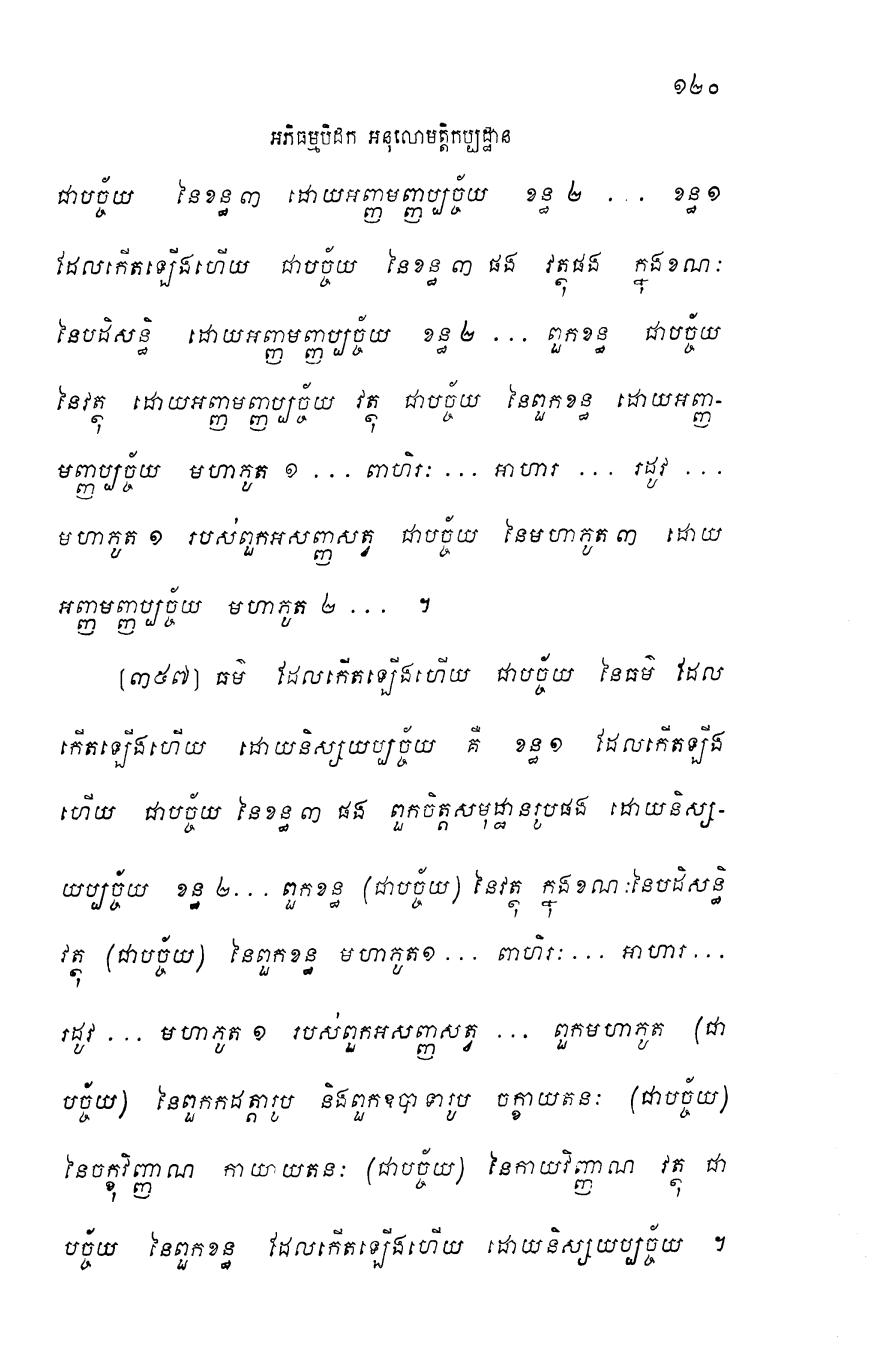 ១២០
អភិធម្មបិដក អនុលោមត្តិកប្បដ្ឋាន
ជាបច្ច័យ នៃខន្ធ ៣ ដោយអញ្ញមញ្ញប្បច្ច័យ ខន្ធ ២ ... ខន្ធ ១
ដែលកើតឡើងហើយ ជាបច្ច័យ នៃខន្ធ ៣ ផង វត្ថុផង ក្នុងខណៈ
នៃបដិសន្ធិ ដោយអញ្ញមញ្ញប្បច្ច័យ ខន្ធ ២ ... ពួកខន្ធ ជាបច្ច័យ
នៃវត្ថុ ដោយអញ្ញមញ្ញប្បច្ច័យ វត្ថុ ជាបច្ច័យ នៃពួកខន្ធ ដោយអញ្ញ-
មញ្ញប្បច្ច័យ មហាភូត ១ ... ពាហិរៈ ... អាហារ ... រដូវ ...
មហាភូត ១ របស់ពួកអសញ្ញសត្វ ជាបច្ច័យ នៃមហាភូត ៣ ដោយ
អញ្ញមញ្ញប្បច្ច័យ មហាភូត ២ ... ។
(៣៥៧) ធម៌ ដែលកើតឡើងហើយ ជាបច្ច័យ នៃធម៌ ដែល
កើតឡើងហើយ ដោយនិស្សយប្បច្ច័យ គឺ ខន្ធ ១ ដែលកើតឡើង
ហើយ ជាបច្ច័យ នៃខន្ធ ៣ ផង ពួកចិត្តសមុដ្ឋានរូបផង ដោយនិស្ស-
យប្បច្ច័យ ខន្ធ ២... ពួកខន្ធ (ជាបច្ច័យ) នៃវត្ថុ ក្នុងខណៈនៃបដិសន្ធិ
វត្ថុ (ជាបច្ច័យ) នៃពួកខន្ធ មហាភូត១ ... ពាហិរៈ ... អាហារ...
រដូវ ... មហាភូត ១ របស់ពួកអសញ្ញសត្វ ... ពួកមហាភូត (ជា
បច្ច័យ) នៃពួកកដត្តារូប និងពួកឧបាទារូប ចក្ខាយតនៈ (ជាបច្ច័យ)
នៃចក្ខុវិញ្ញាណ កាយាយតនៈ (ជាបច្ច័យ) នៃកាយវិញ្ញាណ វត្ថុ ជា
បច្ច័យ នៃពួកខន្ធ ដែលកើតឡើងហើយ ដោយនិស្សយប្បច្ច័យ ។